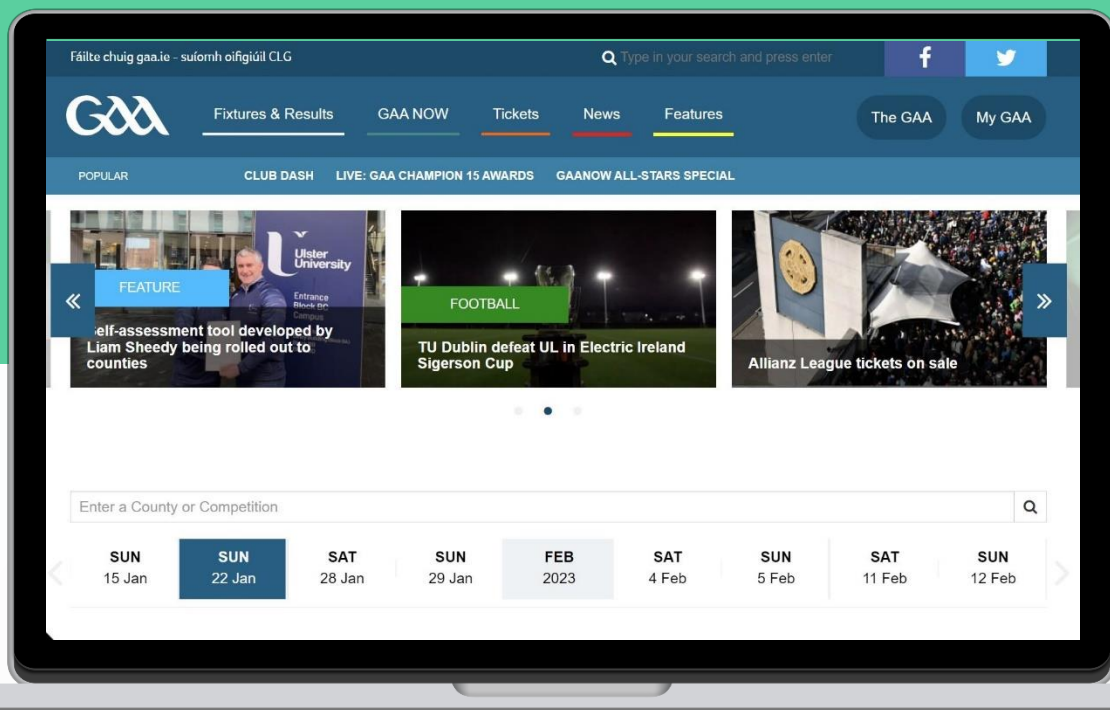 Fáilte chuig gaa.ie - suíomh oifigiúil CLG
Type in your search and press enter
GAA
Fixtures & Results
GAA NOW
Tickets
News
Features
The GAA
My GAA
POPULAR
CLUB DASH
LIVE: GAA CHAMPION 15 AWARDS
GAANOW ALL-STARS SPECIAL
Ulster
University
Entrance
Block BC
Campus
FEATURE
Self-assessment tool developed by
Liam Sheedy being rolled out to
counties
FOOTBALL
TU Dublin defeat UL in Electric Ireland
Sigerson Cup
Allianz League tickets on sale
Enter a County or Competition
SUN
15 Jan
SUN
22 Jan
SAT
28 Jan
SUN
29 Jan
FEB
2023
SAT
4 Feb
SUN
5 Feb
SAT
11 Feb
SUN
12 Feb